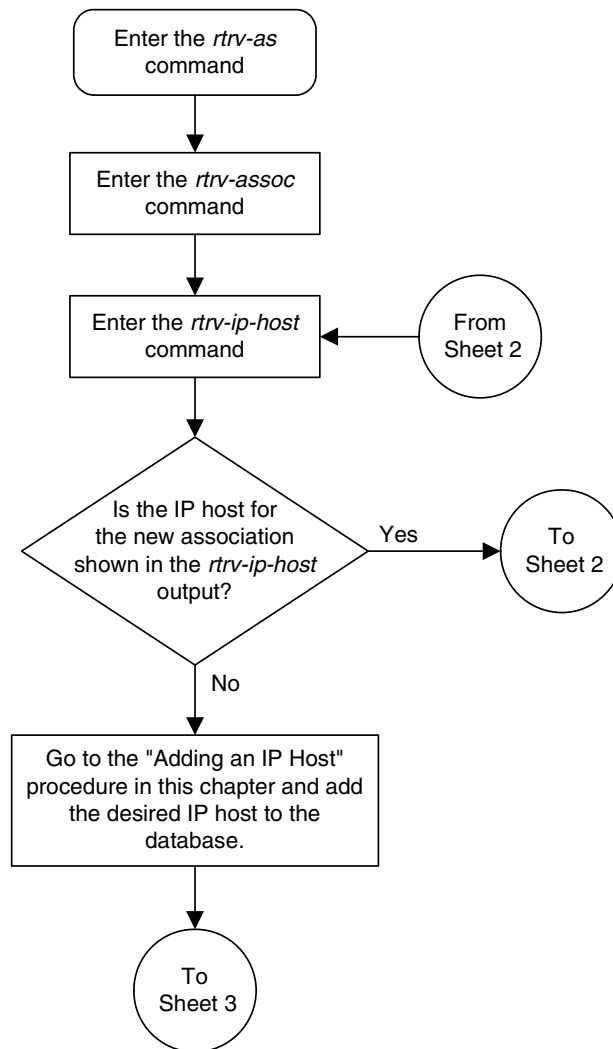 Enter the rtrv-as
command
Enter the rtrv-assoc
command
Enter the rtrv-ip-host
command
From
Sheet 2
Is the IP host for
the new association
shown in the rtrv-ip-host
output?
Yes
To
Sheet 2
No
Go to the "Adding an IP Host"
procedure in this chapter and add
the desired IP host to the
database.
To
Sheet 3